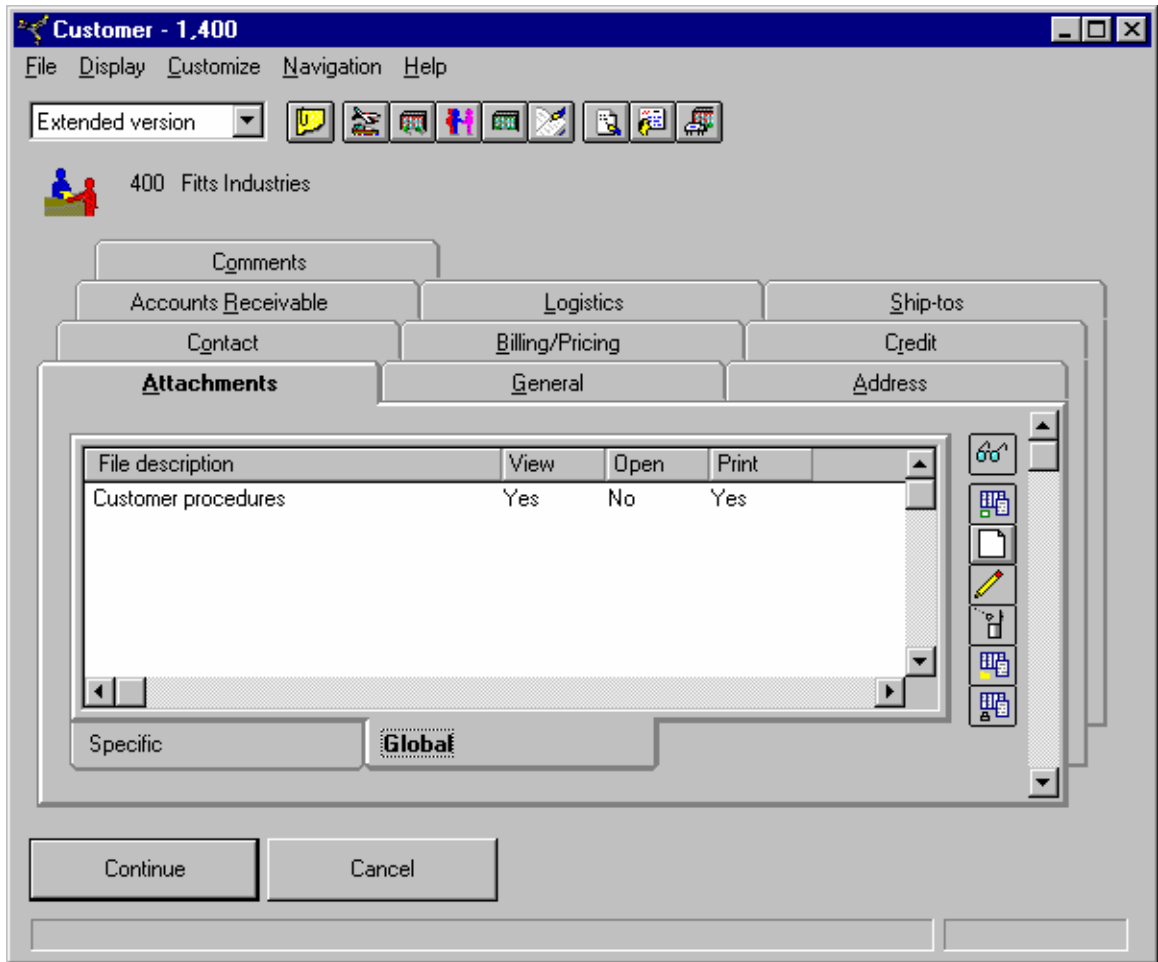 Customer - 1,400
File Display Customize Navigation Help
Extended version
400 Fitts Industries
Comments
Accounts Receivable Logistics Ship-tos
Contact Billing/Pricing Credit
Attachments General Address
File description View Open Print
Customer procedures Yes No Yes
Specific Global
Continue Cancel